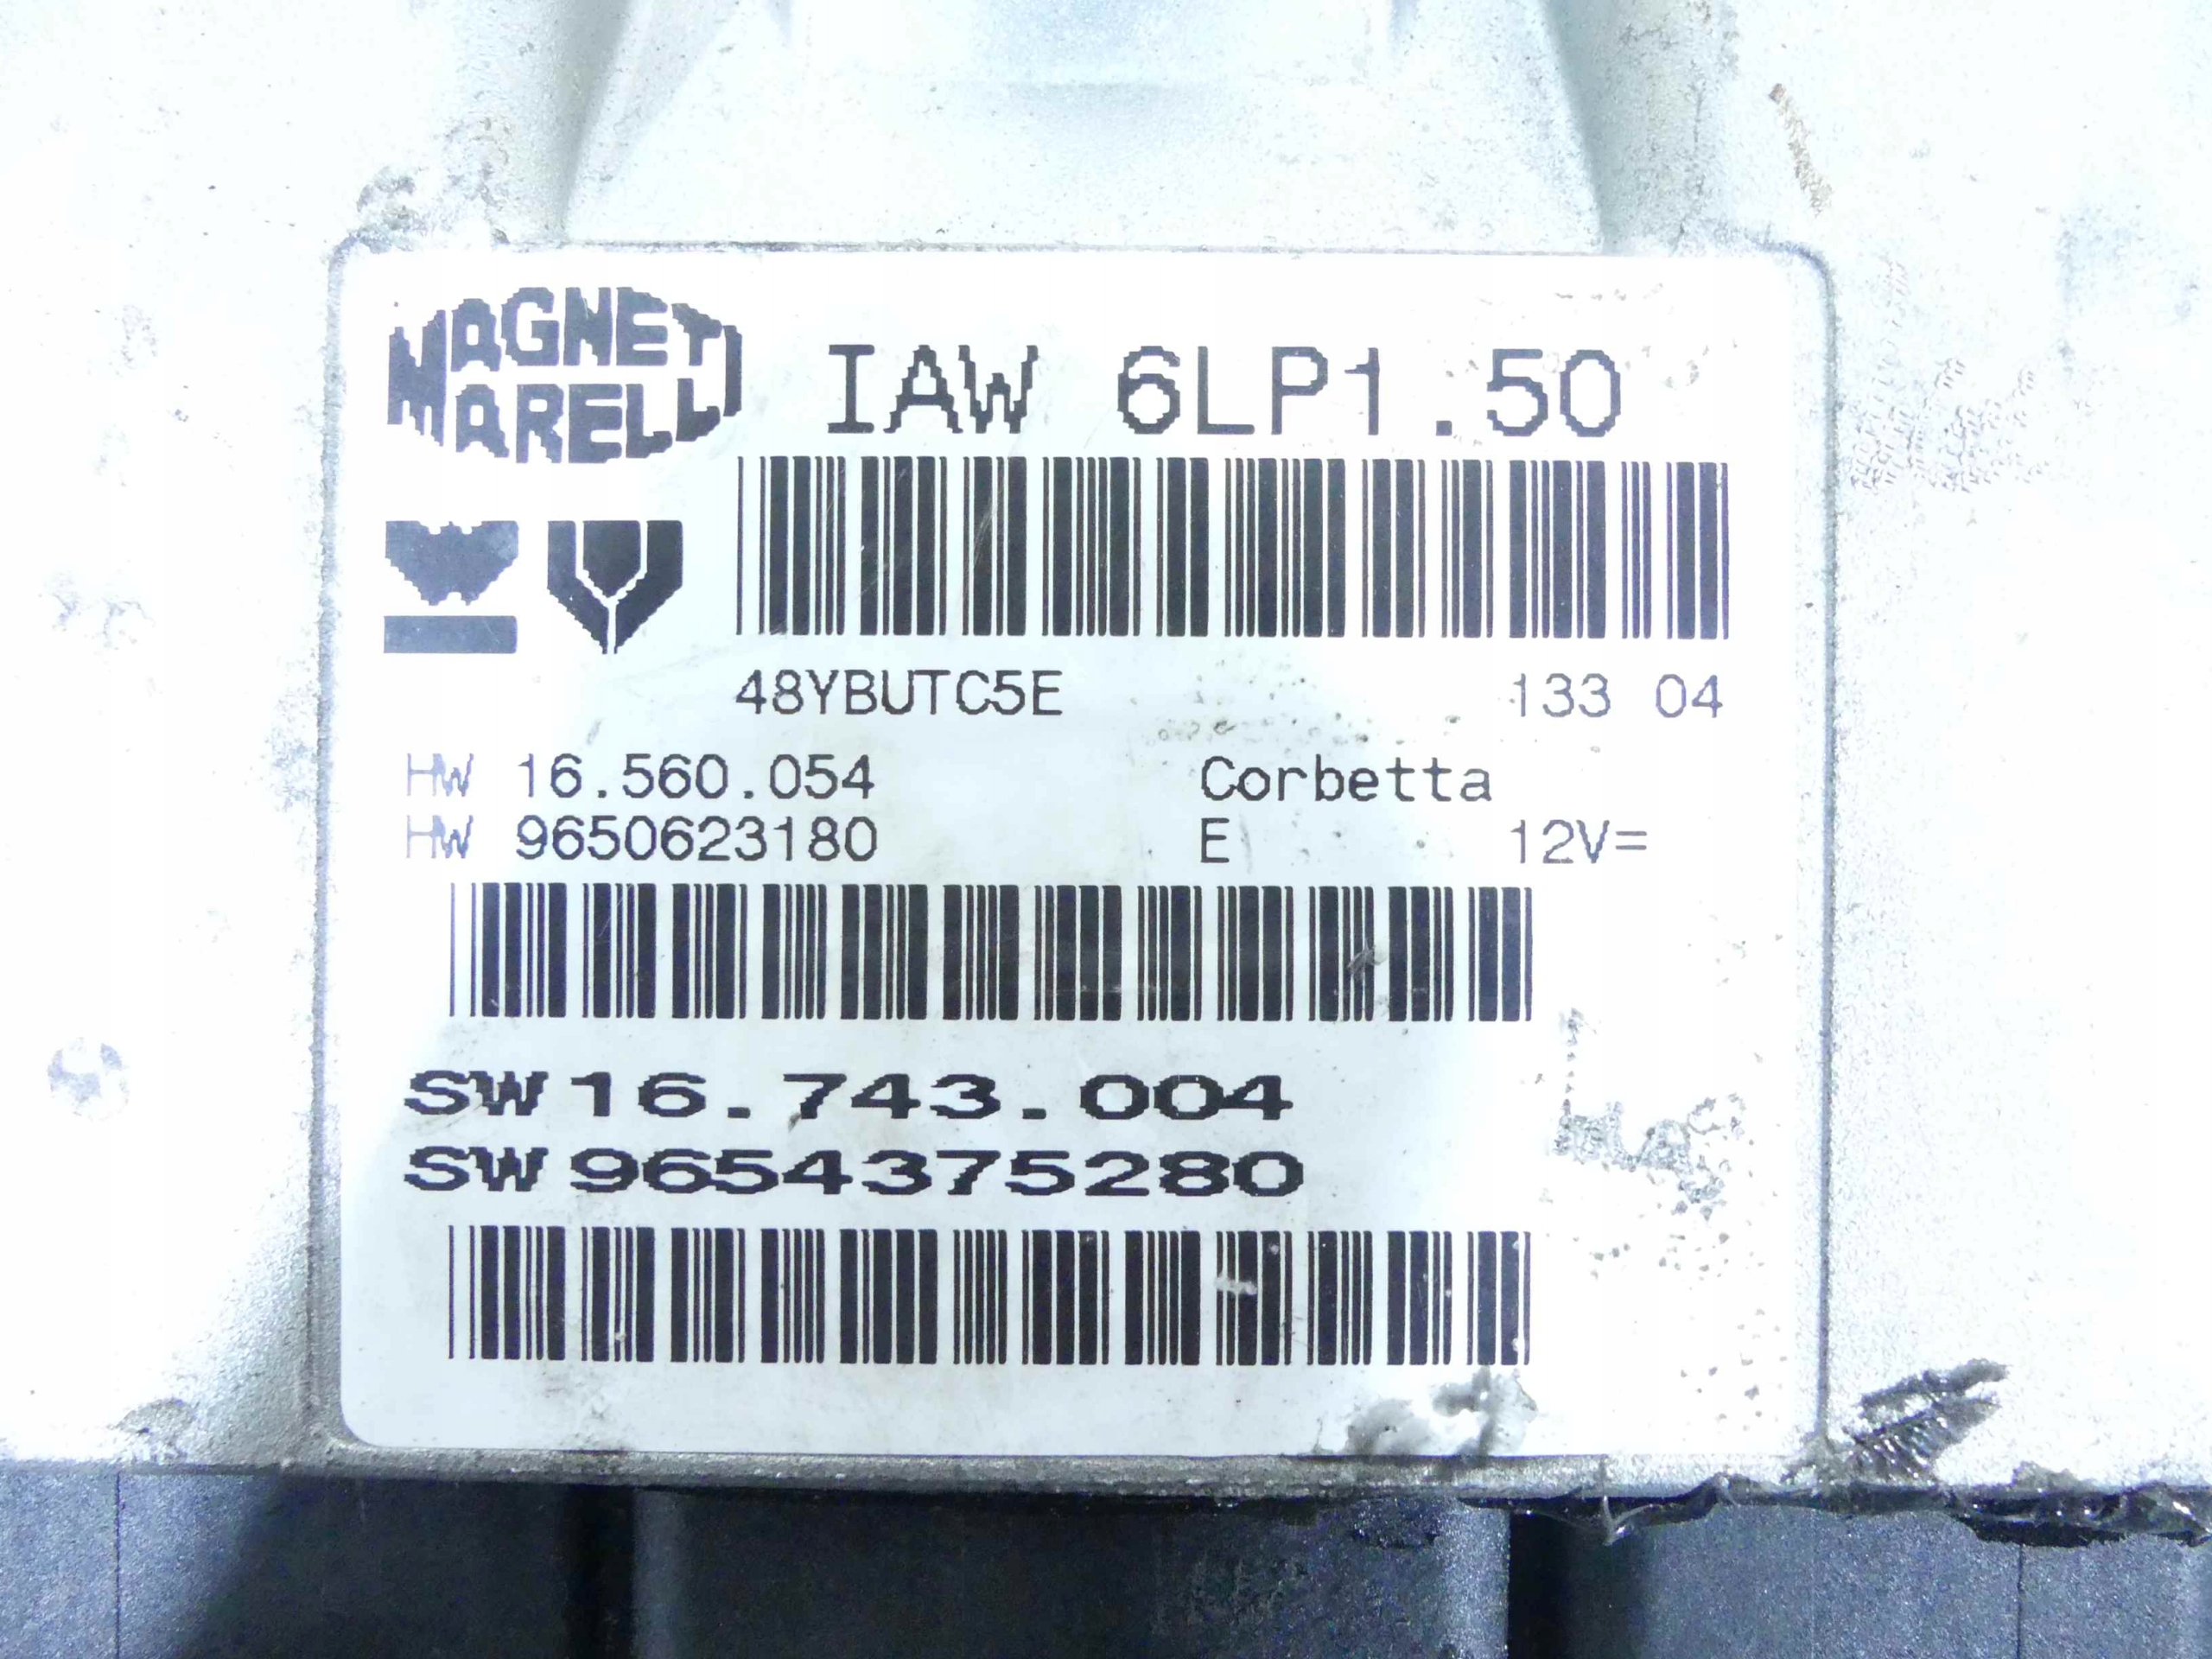 MAGNETI
MARELLI
IAW 6LP1.50
48YBUTC5E 133 04
HW 16.560.054 Corbetta
HW 9650623180 E 12V=
SW 16.743.004
SW 9654375280